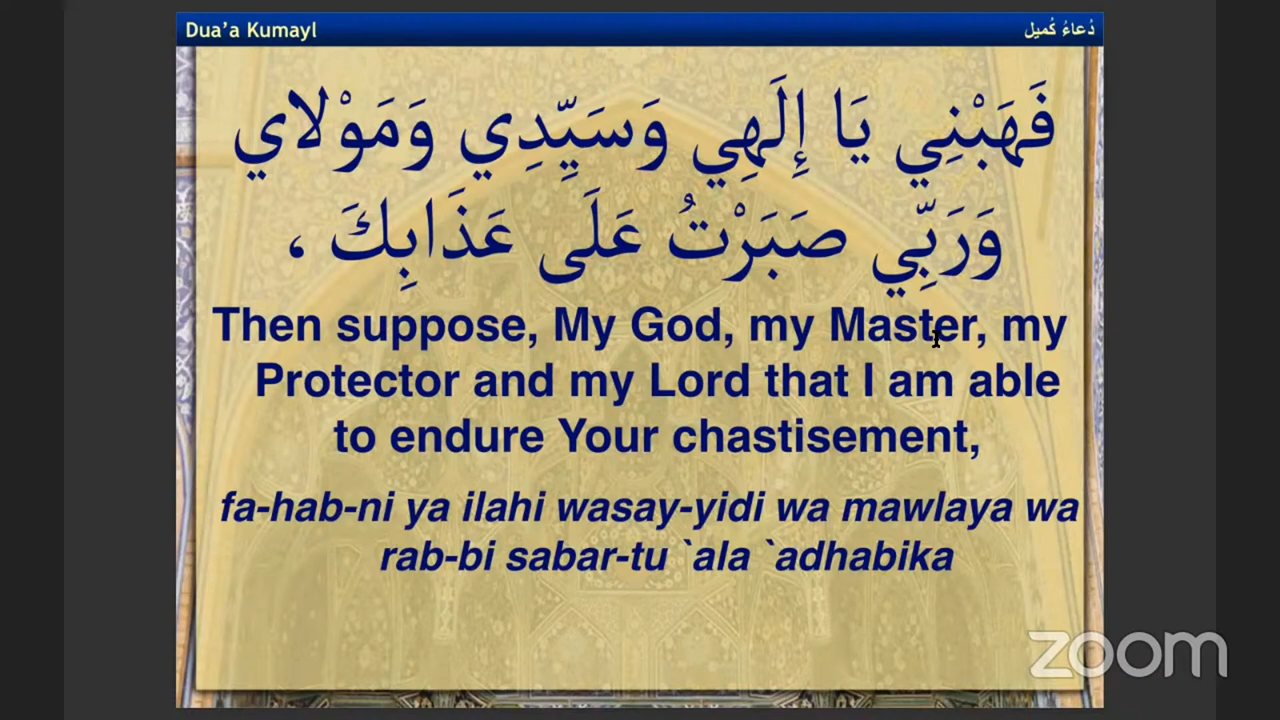 Dua’a Kumayl
دُعاءُ كُميل
فَهَبْنِي يَا إِلَهِي وَسَيِّدِي وَمَوْلاي
وَرَبِّي صَبَرْتُ عَلَى عَذَابِكَ ،
Then suppose, My God, my Master, my
Protector and my Lord that I am able
to endure Your chastisement,
fa-hab-ni ya ilahi wasay-yidi wa mawlaya wa
rab-bi sabar-tu `ala `adhabika
zoom